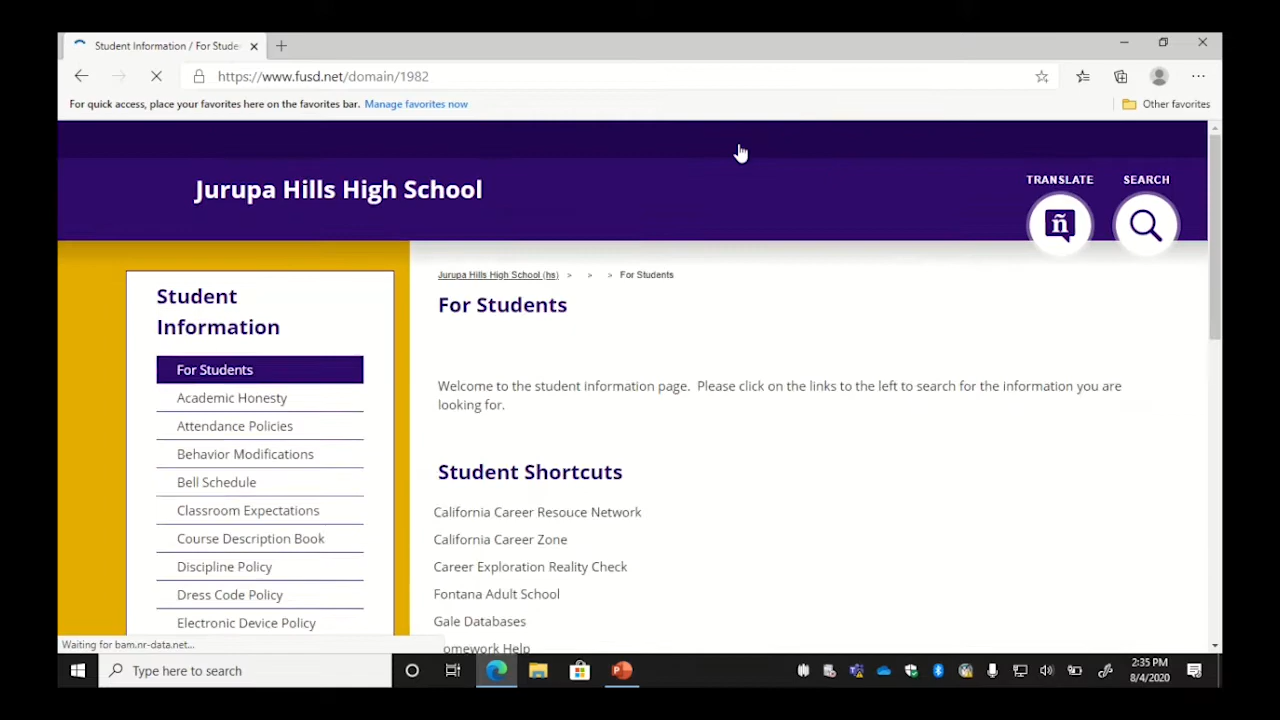 Student Information / For Stude
https://www.fusd.net/domain/1982
For quick access, place your favorites here on the favorites bar. Manage favorites now
Other favorites
Jurupa Hills High School
TRANSLATE
SEARCH
ñ
Student
Information
For Students
Academic Honesty
Attendance Policies
Behavior Modifications
Bell Schedule
Classroom Expectations
Course Description Book
Discipline Policy
Dress Code Policy
Electronic Device Policy
Jurupa Hills High School (hs) > > > For Students
For Students
Welcome to the student information page. Please click on the links to the left to search for the information you are
looking for.
Student Shortcuts
California Career Resouce Network
California Career Zone
Career Exploration Reality Check
Fontana Adult School
Gale Databases
omework Help
Waiting for bam.nr-data.net...
Type here to search
2:35 PM
8/4/2020